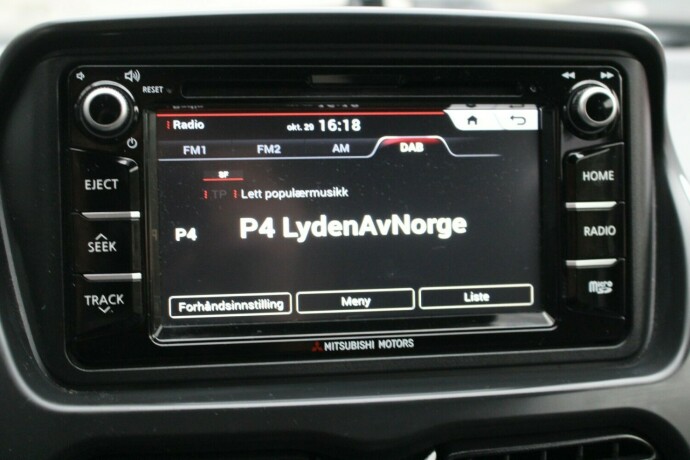 RESET
Radio okt. 29 16:18
FM1 FM2 AM DAB
TP Lett populærmusikk
P4 P4 LydenAvNorge
Forhåndsinnstilling Meny Liste
EJECT
SEEK
TRACK
HOME
RADIO
micro
MITSUBISHI MOTORS